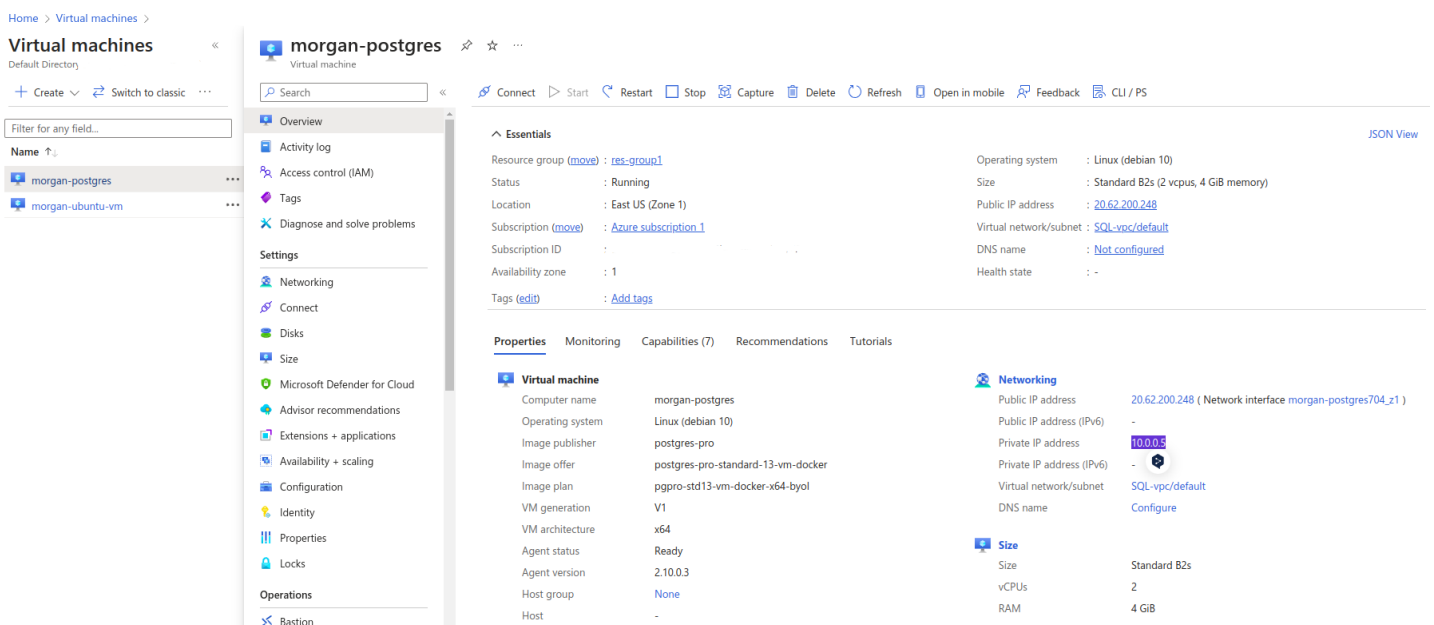 Home > Virtual machines >
Virtual machines «
Default Directory
+ Create Switch to classic ...
Filter for any field...
Name ↑↓
morgan-postgres ...
morgan-ubuntu-vm ...
morgan-postgres ...
Virtual machine
Search «
Overview
Activity log
Access control (IAM)
Tags
Diagnose and solve problems
Settings
Networking
Connect
Disks
Size
Microsoft Defender for Cloud
Advisor recommendations
Extensions + applications
Availability + scaling
Configuration
Identity
Properties
Locks
Operations
Bastion
Connect Start Restart Stop Capture Delete Refresh Open in mobile Feedback CLI / PS
Essentials JSON View
Resource group (move) : res-group1
Status : Running
Location : East US (Zone 1)
Subscription (move) : Azure subscription 1
Subscription ID :
Availability zone : 1
Tags (edit) : Add tags
Operating system : Linux (debian 10)
Size : Standard B2s (2 vcpus, 4 GiB memory)
Public IP address : 20.62.200.248
Virtual network/subnet : SQL-vpc/default
DNS name : Not configured
Health state : -
Properties Monitoring Capabilities (7) Recommendations Tutorials
Virtual machine
Computer name morgan-postgres
Operating system Linux (debian 10)
Image publisher postgres-pro
Image offer postgres-pro-standard-13-vm-docker
Image plan pgpro-std13-vm-docker-x64-byol
VM generation V1
VM architecture x64
Agent status Ready
Agent version 2.10.0.3
Host group None
Host -
Networking
Public IP address 20.62.200.248 ( Network interface morgan-postgres704_z1 )
Public IP address (IPv6) -
Private IP address 10.0.0.5
Private IP address (IPv6) -
Virtual network/subnet SQL-vpc/default
DNS name Configure
Size
Size Standard B2s
vCPUs 2
RAM 4 GiB